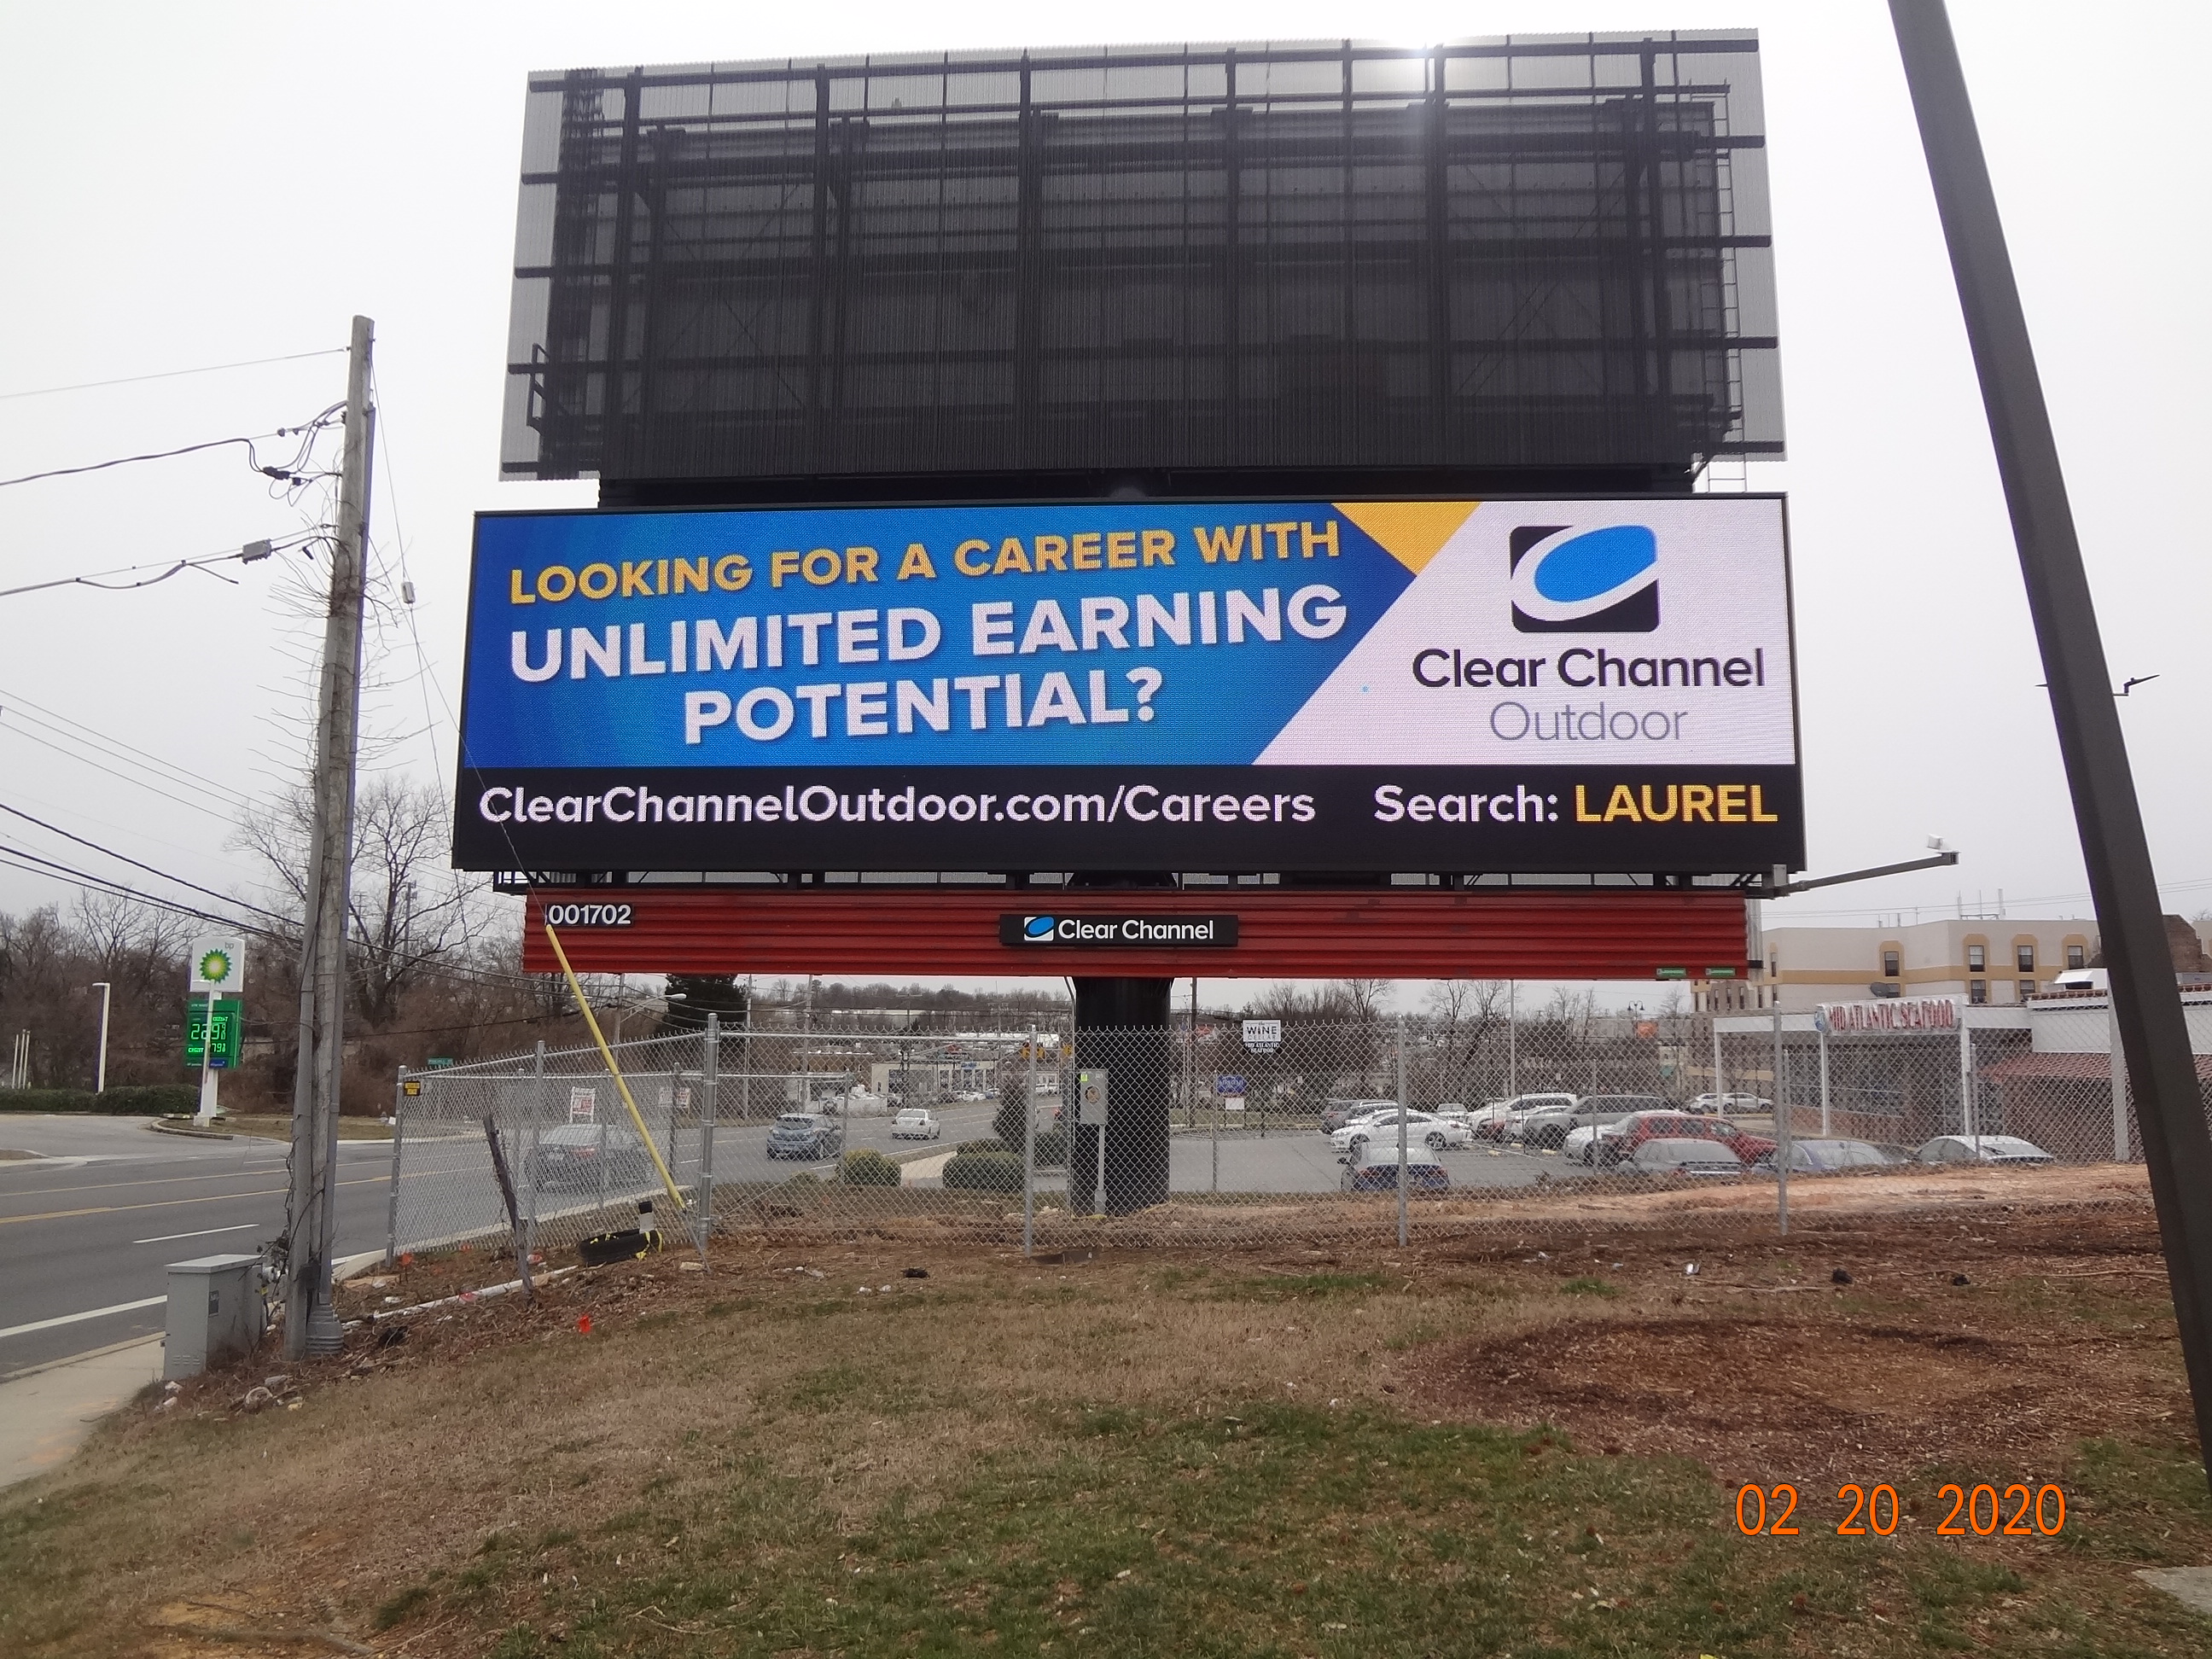 LOOKING FOR A CAREER WITH
UNLIMITED EARNING
POTENTIAL?
Clear Channel
Outdoor
ClearChannelOutdoor.com/Careers Search: LAUREL
001702
Clear Channel
bp
WINE
MID ATLANTIC SEAFOOD
02 20 2020